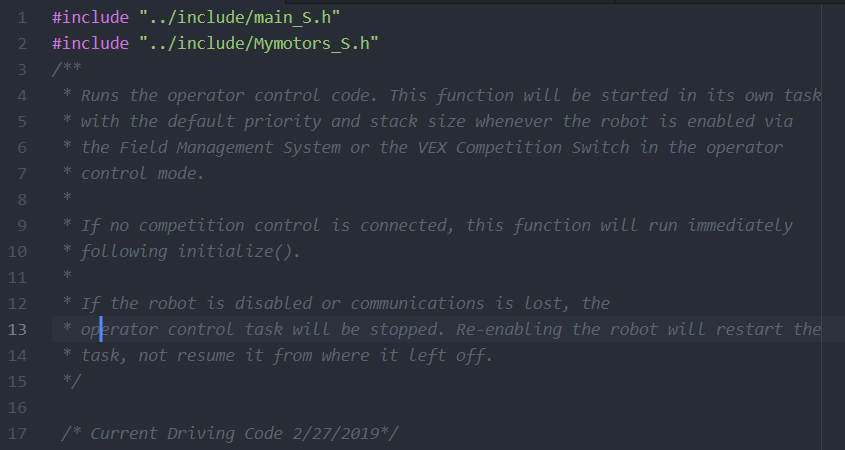 1 #include "../include/main_S.h"
2 #include "../include/Mymotors_S.h"
3 /**
4 * Runs the operator control code. This function will be started in its own task
5 * with the default priority and stack size whenever the robot is enabled via
6 * the Field Management System or the VEX Competition Switch in the operator
7 * control mode.
8 *
9 * If no competition control is connected, this function will run immediately
10 * following initialize().
11 *
12 * If the robot is disabled or communications is lost, the
13 * operator control task will be stopped. Re-enabling the robot will restart the
14 * task, not resume it from where it left off.
15 */
16
17 /* Current Driving Code 2/27/2019*/